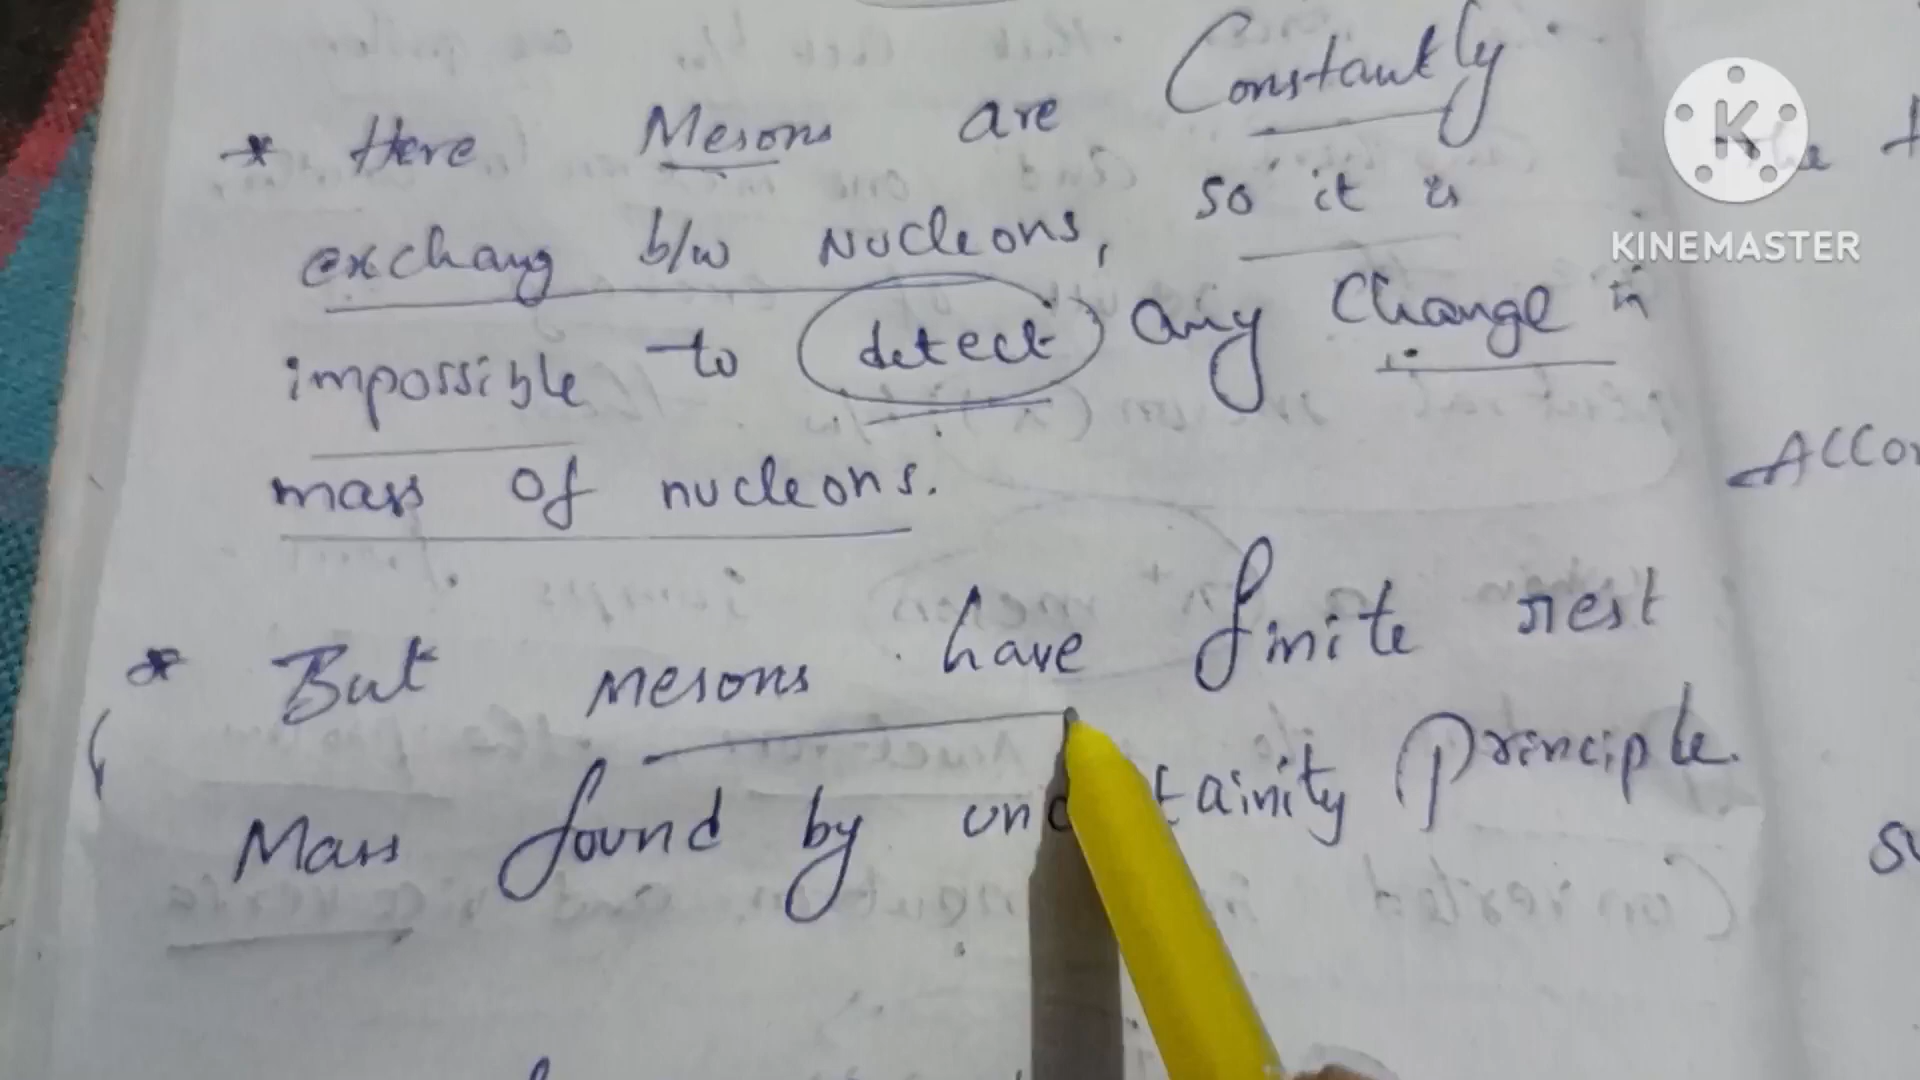 * Here Mesons are Constantly
exchang b/w Nucleons, so it is
impossible to detect any change in
mass of nucleons.
* But mesons have finite rest
Mass found by tainity Principle.
KINEMASTER